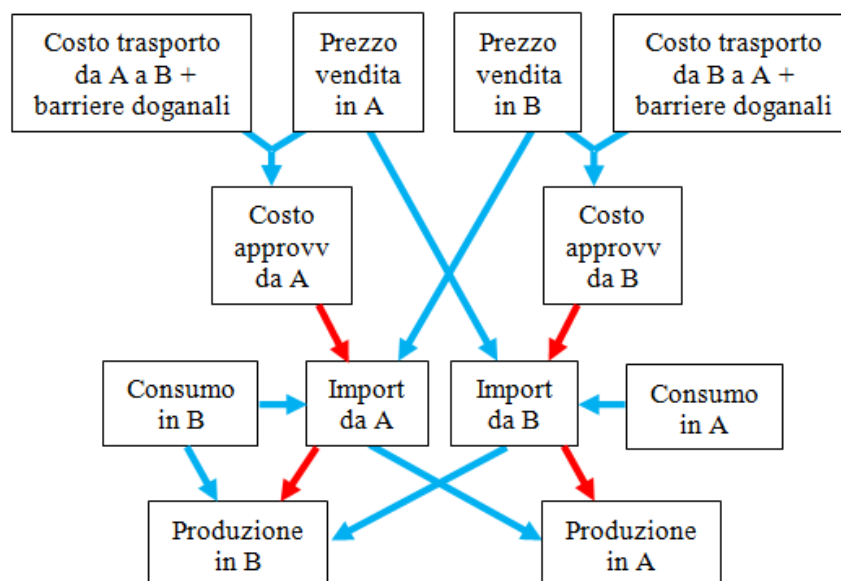 Costo trasporto
da A a B +
barriere doganali
Prezzo
vendita
in A
Prezzo
vendita
in B
Costo trasporto
da B a A +
barriere doganali
Costo
approvv
da A
Costo
approvv
da B
Consumo
in B
Import
da A
Import
da B
Consumo
in A
Produzione
in B
Produzione
in A